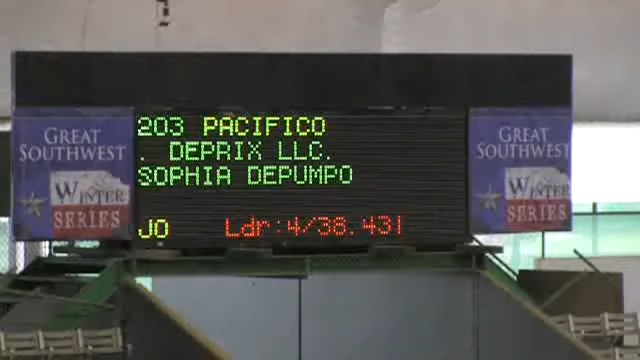 GREAT
SOUTHWEST
WINTER
SERIES
203 PACIFICO
. DEPRIX LLC.
SOPHIA DEPUMPO
JO Ldr:4/38.431
GREAT
SOUTHWEST
WINTER
SERIES